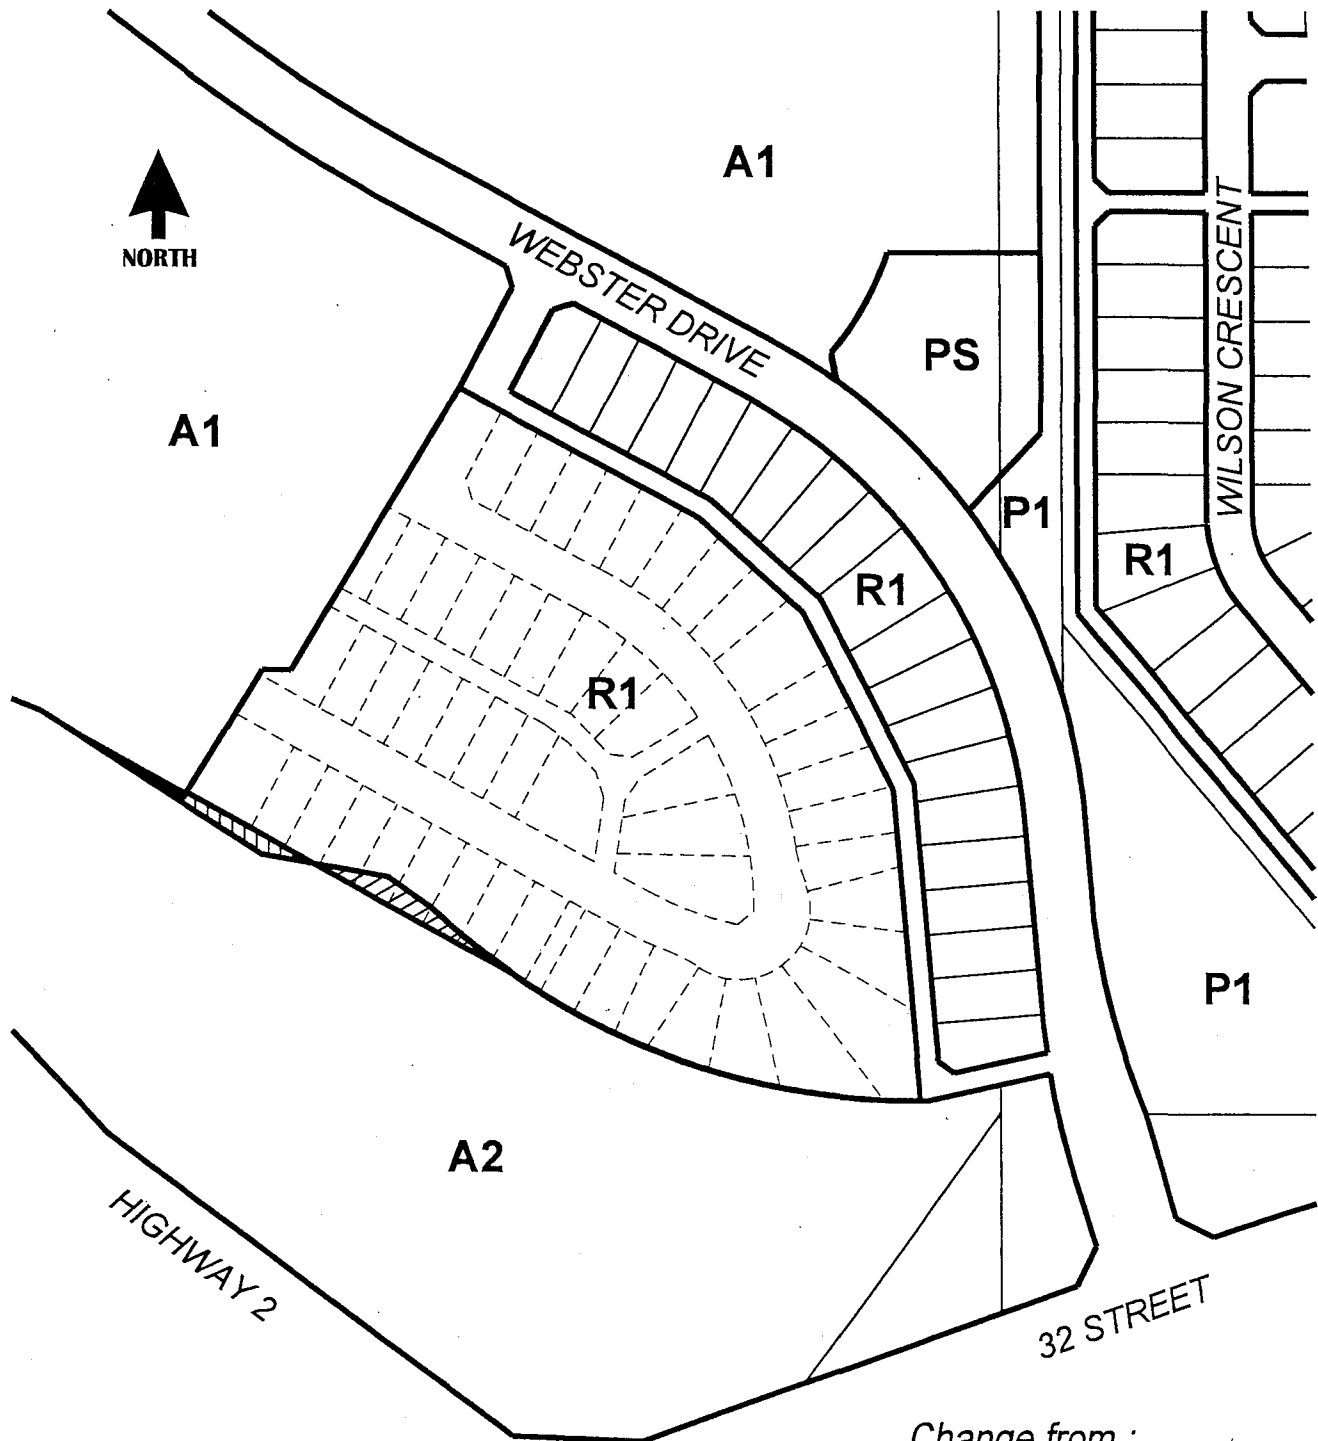 A1
NORTH
WEBSTER DRIVE
WILSON CRESCENT
PS
A1
P1
R1
R1
R1
P1
A2
HIGHWAY 2
32 STREET
Change from :